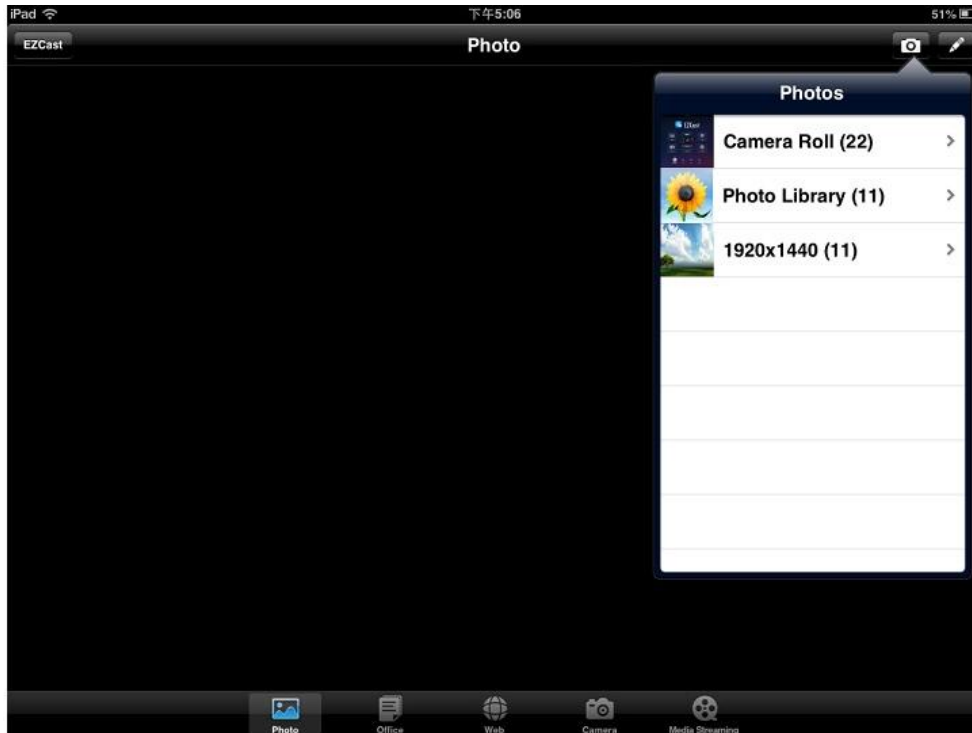 iPad 下午5:06 51%
EZCast Photo
Photos
Camera Roll (22)
Photo Library (11)
1920x1440 (11)
Photo Office Web Camera Media Streaming